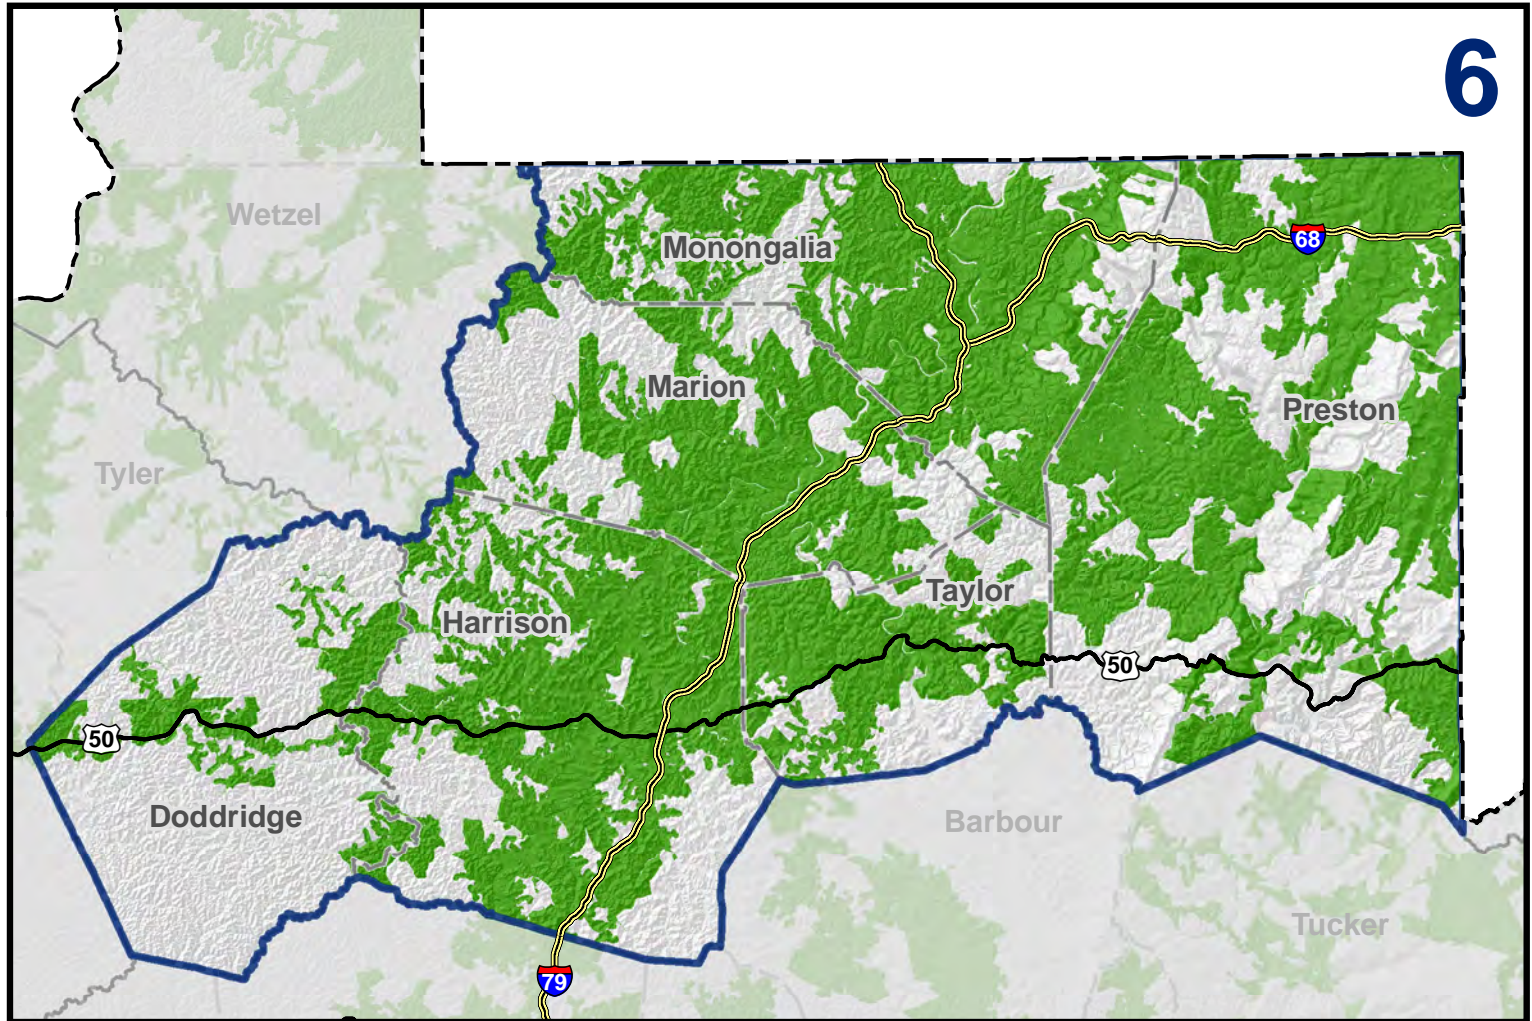 6
Wetzel
Monongalia
68
Marion
Preston
Tyler
Taylor
Harrison
50
50
Doddridge
Barbour
Tucker
79